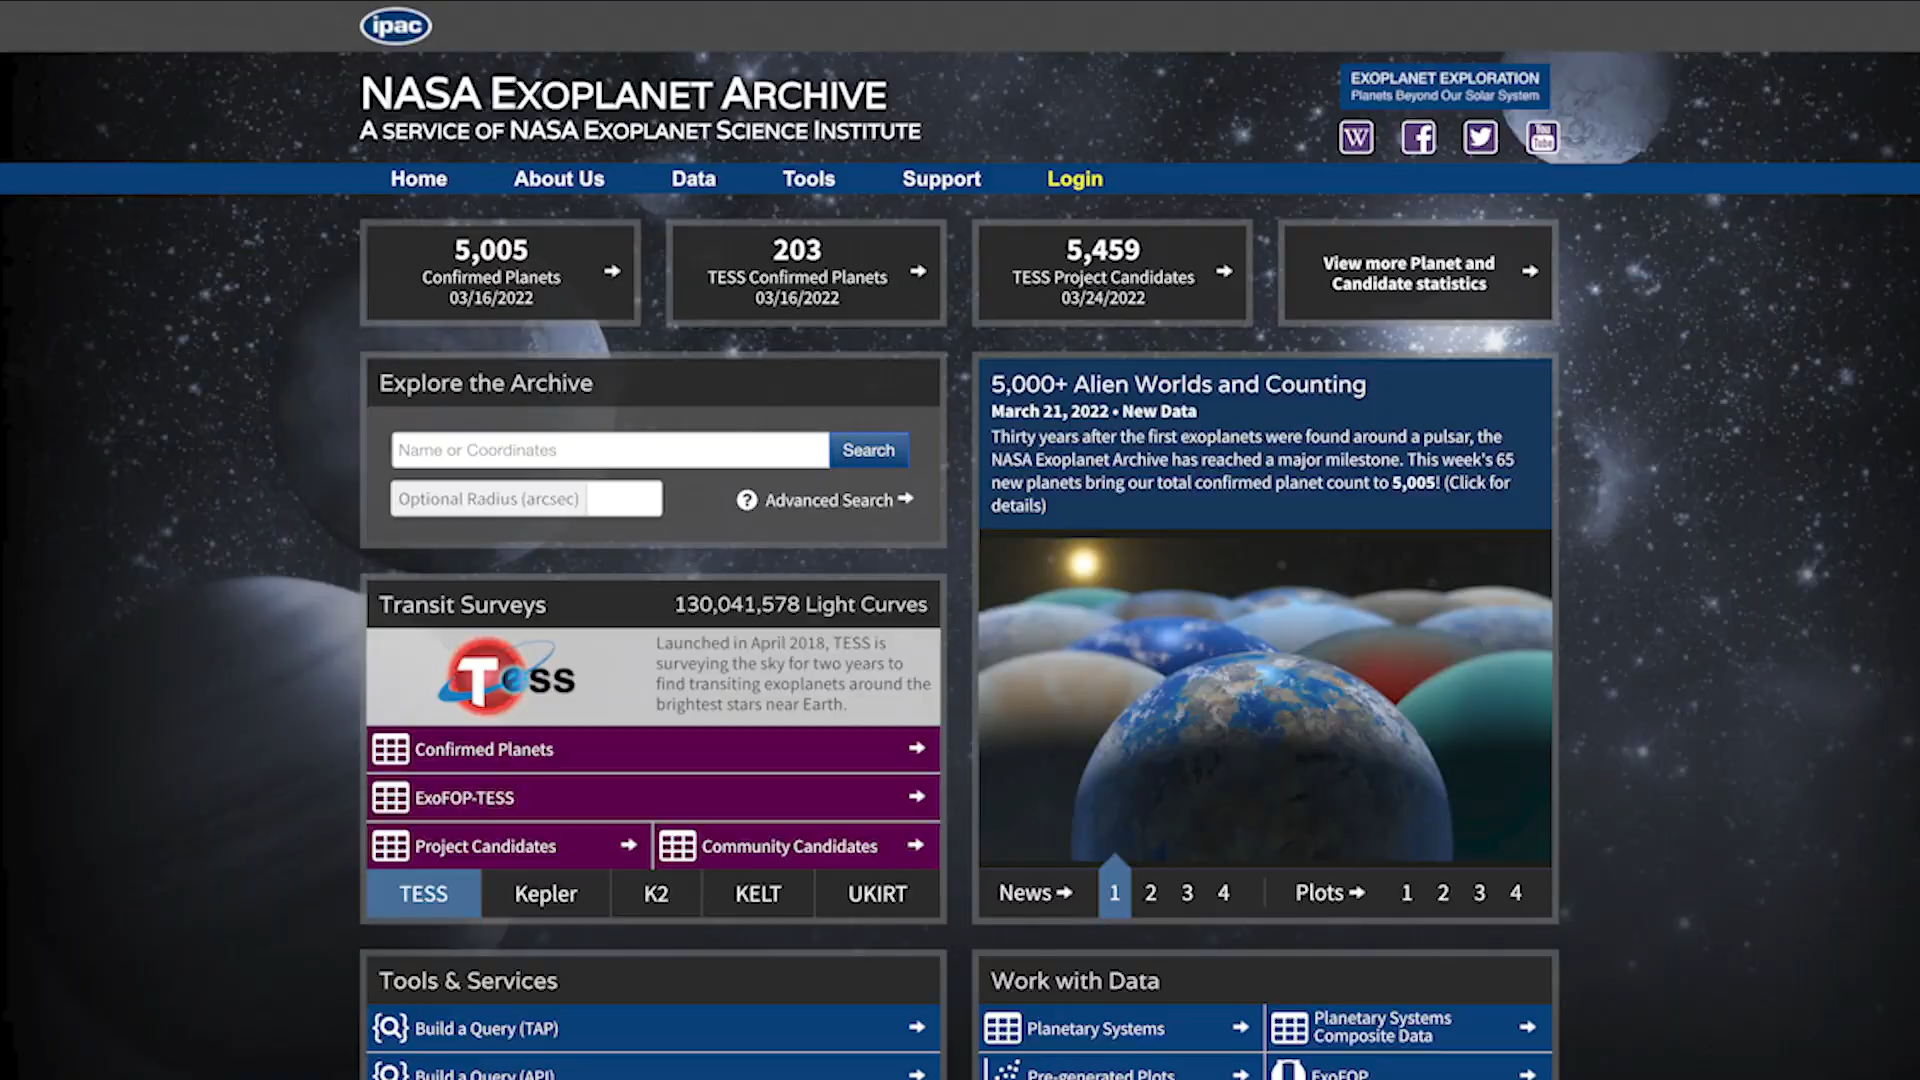 ipac
NASA EXOPLANET ARCHIVE
A SERVICE OF NASA EXOPLANET SCIENCE INSTITUTE
EXOPLANET EXPLORATION
Planets Beyond Our Solar System
W
You
Tube
Home
About Us
Data
Tools
Support
Login
5,005
Confirmed Planets
03/16/2022
203
TESS Confirmed Planets
03/16/2022
5,459
TESS Project Candidates
03/24/2022
View more Planet and
Candidate statistics
Explore the Archive
Name or Coordinates
Search
Optional Radius (arcsec)
? Advanced Search
5,000+ Alien Worlds and Counting
March 21, 2022 • New Data
Thirty years after the first exoplanets were found around a pulsar, the
NASA Exoplanet Archive has reached a major milestone. This week's 65
new planets bring our total confirmed planet count to 5,005! (Click for
details)
Transit Surveys
130,041,578 Light Curves
Tess
Launched in April 2018, TESS is
surveying the sky for two years to
find transiting exoplanets around the
brightest stars near Earth.
Confirmed Planets
ExoFOP-TESS
Project Candidates
Community Candidates
TESS
Kepler
K2
KELT
UKIRT
News
1
2
3
4
Plots
1
2
3
4
Tools & Services
Build a Query (TAP)
Build a Query (API)
Work with Data
Planetary Systems
Planetary Systems
Composite Data
Pre-generated Plots
ExoFOP